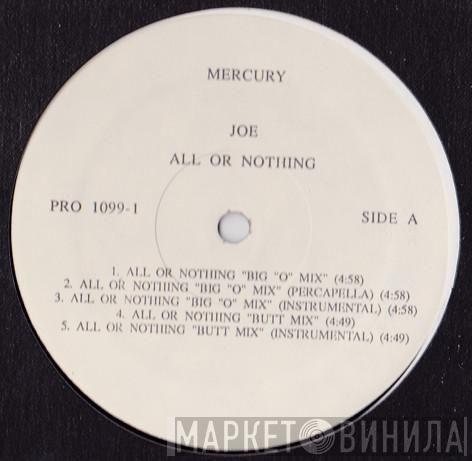 MERCURY
JOE
ALL OR NOTHING
PRO 1099-1
SIDE A
1. ALL OR NOTHING "BIG "O" MIX" (4:58)
2. ALL OR NOTHING "BIG "O" MIX" (PERCAPELLA) (4:58)
3. ALL OR NOTHING "BIG "O" MIX" (INSTRUMENTAL) (4:58)
4. ALL OR NOTHING "BUTT MIX" (4:49)
5. ALL OR NOTHING "BUTT MIX" (INSTRUMENTAL) (4:49)
МАРКЕТ ВИНИЛА